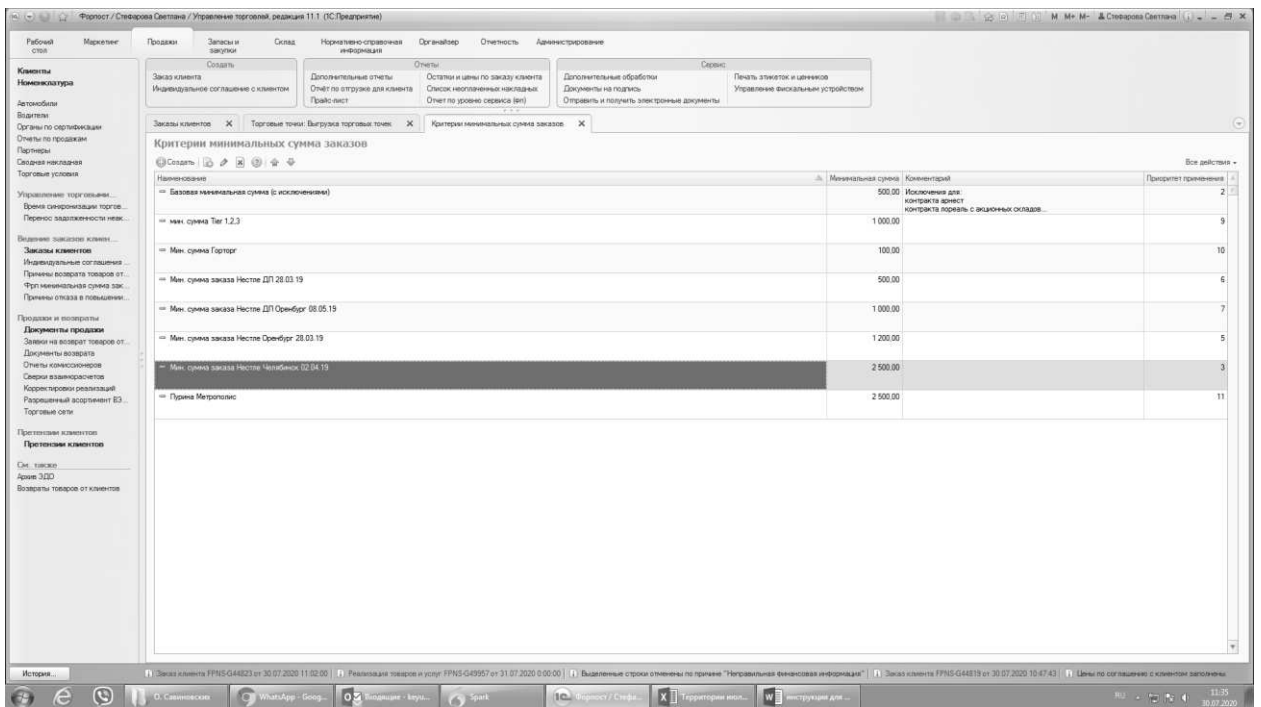 Форпост / Стефарова Светлана / Управление торговлей, редакция 11.1 (1С:Предприятие)
M M+ M- Стефарова Светлана
Рабочий стол Маркетинг Продажи Запасы и закупки Склад Нормативно-справочная информация Органайзер Отчетность Администрирование
Клиенты
Номенклатура
Автомобили
Водители
Органы по сертификации
Отчеты по продажам
Партнеры
Сводная накладная
Торговые условия
Управление торговыми...
Время синхронизации торгов...
Перенос задолженности неак...
Ведение заказов клиен...
Заказы клиентов
Индивидуальные соглашения ...
Причины возврата товаров от...
Фрп минимальная сумма зак...
Причины отказа в повышении...
Продажи и возвраты
Документы продажи
Заявки на возврат товаров от...
Документы возврата
Отчеты комиссионеров
Сверки взаиморасчетов
Корректировки реализаций
Разрешенный асортимент ВЭ...
Торговые сети
Претензии клиентов
Претензии клиентов
См. также
Архив ЭДО
Возвраты товаров от клиентов
Создать
Заказ клиента
Индивидуальное соглашение с клиентом
Отчеты
Дополнительные отчеты
Отчёт по отгрузке для клиента
Прайс-лист
Остатки и цены по заказу клиента
Список неоплаченных накладных
Отчет по уровню сервиса (вп)
Сервис
Дополнительные обработки
Документы на подпись
Отправить и получить электронные документы
Печать этикеток и ценников
Управление фискальным устройством
Заказы клиентов Торговые точки: Выгрузка торговых точек Критерии минимальных сумма заказов
Критерии минимальных сумма заказов
Создать Все действия
Наименование Минимальная сумма Комментарий Приоритет применения
Базовая минимальная сумма (с исключениями) 500,00 Исключения для: 2
контракта арнест
контракта лореаль с акционных складов...
мин. сумма Tier 1,2,3 1 000,00 9
Мин. сумма Горторг 100,00 10
Мин. сумма заказа Нестле ДП 28.03.19 500,00 6
Мин. сумма заказа Нестле ДП Оренбург 08.05.19 1 000,00 7
Мин. сумма заказа Нестле Оренбург 28.03.19 1 200,00 5
Мин. сумма заказа Нестле Челябинск 02.04.19 2 500,00 3
Пурина Метрополис 2 500,00 11
История... Заказ клиента FPNS-G44823 от 30.07.2020 11:02:00 Реализация товаров и услуг FPNS-G49957 от 31.07.2020 0:00:00 Выделенные строки отменены по причине "Неправильная финансовая информация" Заказ клиента FPNS-G44819 от 30.07.2020 10:47:43 Цены по соглашению с клиентом заполнены
О. Савиновских WhatsApp - Goog... Входящие - keyu... Spark Форпост / Стефа... Территории июл... инструкция для ... RU 11:35
30.07.2020